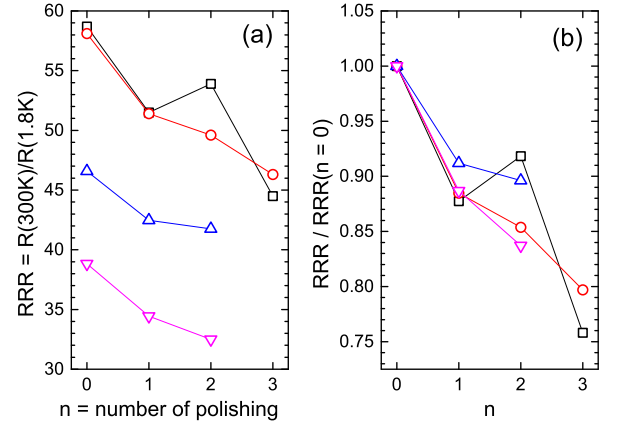 (a)
RRR = R(300K)/R(1.8K)
60
55
50
45
40
35
30
0 1 2 3
n = number of polishing
(b)
RRR / RRR(n = 0)
1.05
1.00
0.95
0.90
0.85
0.80
0.75
0 1 2 3
n